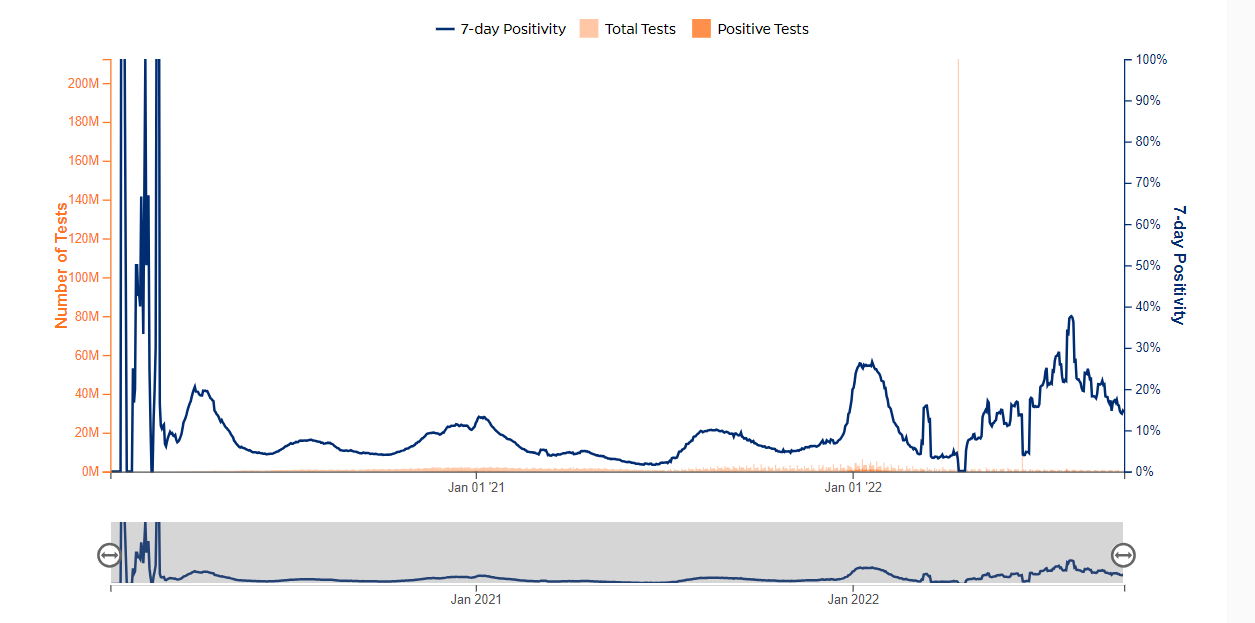 7-day Positivity Total Tests Positive Tests
Number of Tests
200M
180M
160M
140M
120M
100M
80M
60M
40M
20M
0M
100%
90%
80%
70%
60%
50%
40%
30%
20%
10%
0%
7-day Positivity
Jan 01 '21 Jan 01 '22
Jan 2021 Jan 2022